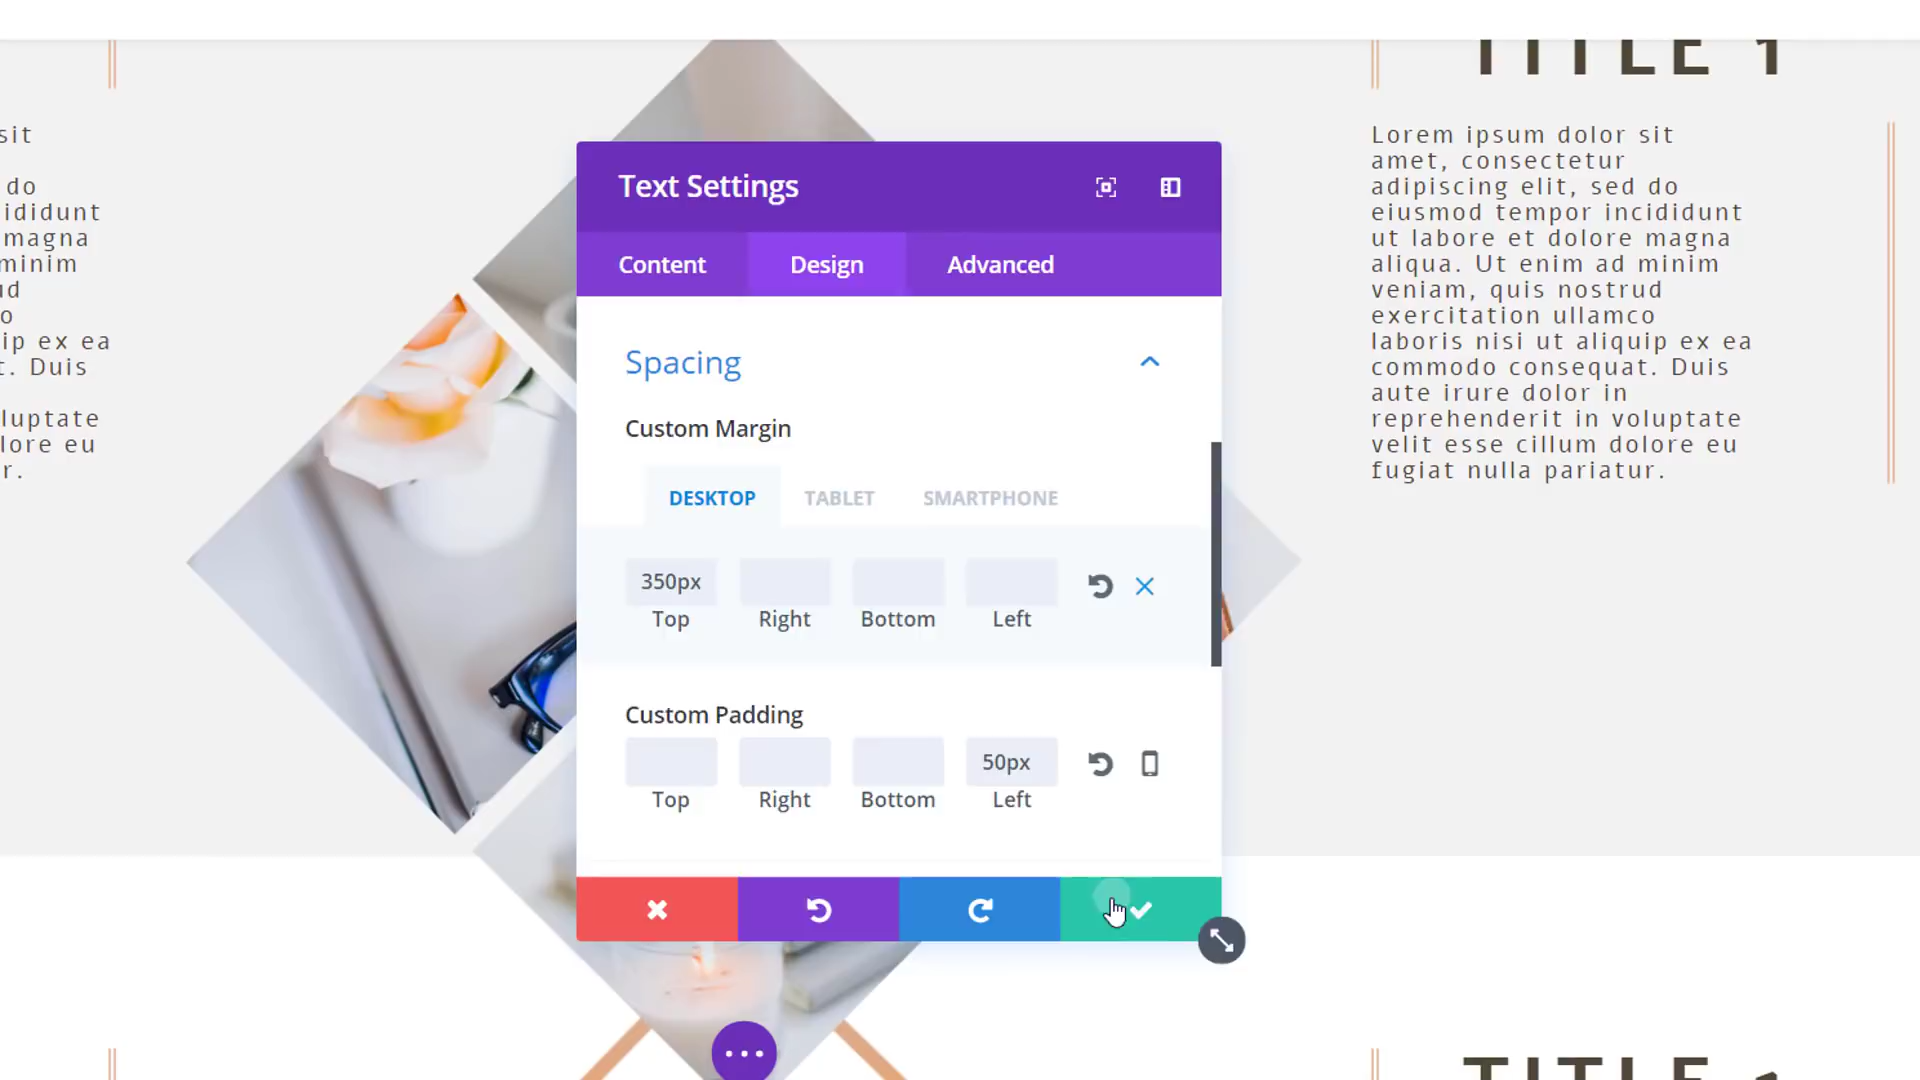 TITLE 1
sit
do
ididunt
magna
minim
ud
o
ip ex ea
t. Duis
luptate
lore eu
r.
Text Settings
Content
Design
Advanced
Spacing
Custom Margin
DESKTOP
TABLET
SMARTPHONE
350px
Top
Right
Bottom
Left
Custom Padding
50px
Top
Right
Bottom
Left
Lorem ipsum dolor sit
amet, consectetur
adipiscing elit, sed do
eiusmod tempor incididunt
ut labore et dolore magna
aliqua. Ut enim ad minim
veniam, quis nostrud
exercitation ullamco
laboris nisi ut aliquip ex ea
commodo consequat. Duis
aute irure dolor in
reprehenderit in voluptate
velit esse cillum dolore eu
fugiat nulla pariatur.
TITLE 1